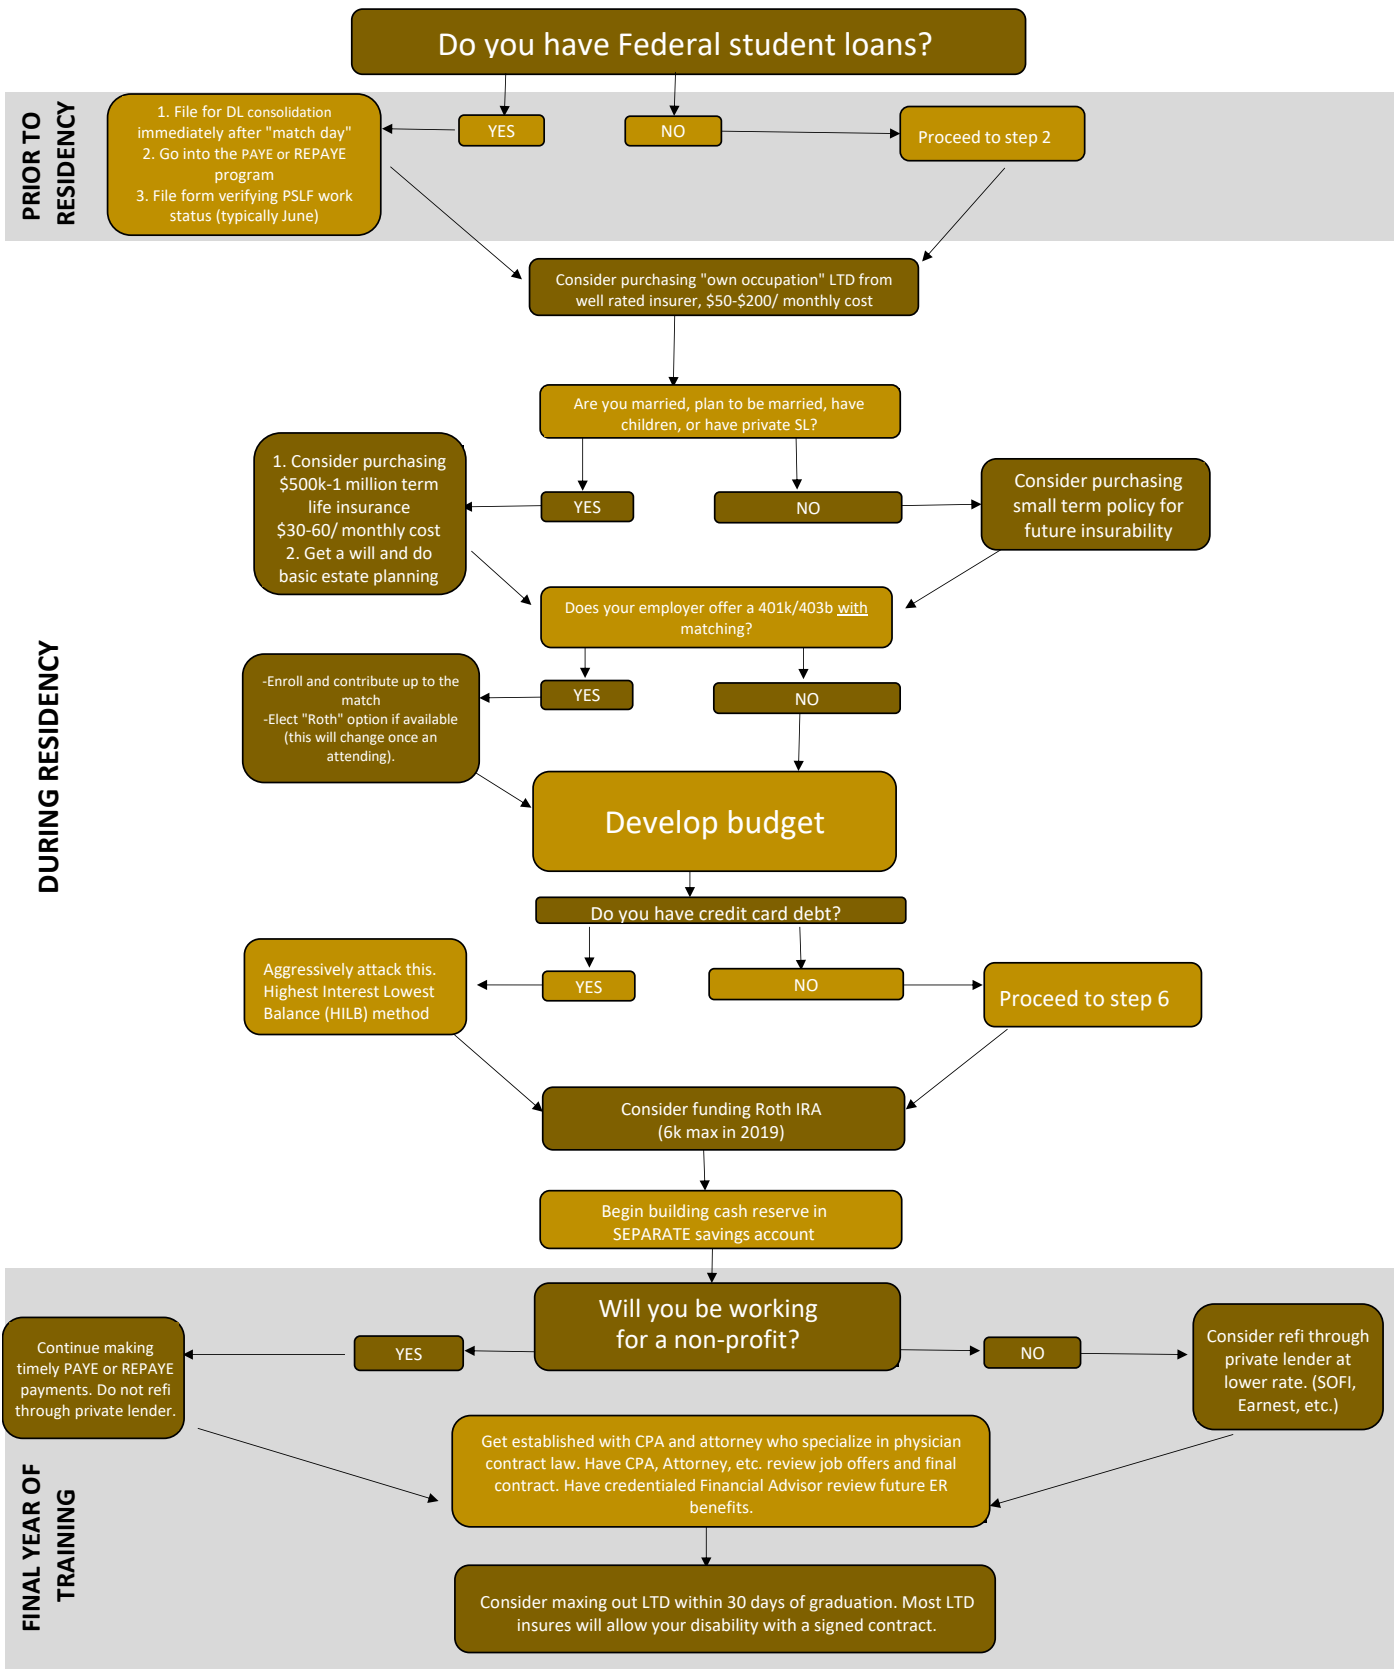 Do you have Federal student loans?
PRIOR TO
RESIDENCY
1. File for DL consolidation
immediately after "match day"
2. Go into the PAYE or REPAYE
program
3. File form verifying PSLF work
status (typically June)
YES
NO
Proceed to step 2
Consider purchasing "own occupation" LTD from
well rated insurer, $50-$200/ monthly cost
DURING RESIDENCY
Are you married, plan to be married, have
children, or have private SL?
1. Consider purchasing
$500k-1 million term
life insurance
$30-60/ monthly cost
2. Get a will and do
basic estate planning
YES
NO
Consider purchasing
small term policy for
future insurability
Does your employer offer a 401k/403b with
matching?
-Enroll and contribute up to the
match
-Elect "Roth" option if available
(this will change once an
attending).
YES
NO
Develop budget
Do you have credit card debt?
Aggressively attack this.
Highest Interest Lowest
Balance (HILB) method
YES
NO
Proceed to step 6
Consider funding Roth IRA
(6k max in 2019)
Begin building cash reserve in
SEPARATE savings account
FINAL YEAR OF
TRAINING
Will you be working
for a non-profit?
Continue making
timely PAYE or REPAYE
payments. Do not refi
through private lender.
YES
NO
Consider refi through
private lender at
lower rate. (SOFI,
Earnest, etc.)
Get established with CPA and attorney who specialize in physician
contract law. Have CPA, Attorney, etc. review job offers and final
contract. Have credentialed Financial Advisor review future ER
benefits.
Consider maxing out LTD within 30 days of graduation. Most LTD
insures will allow your disability with a signed contract.